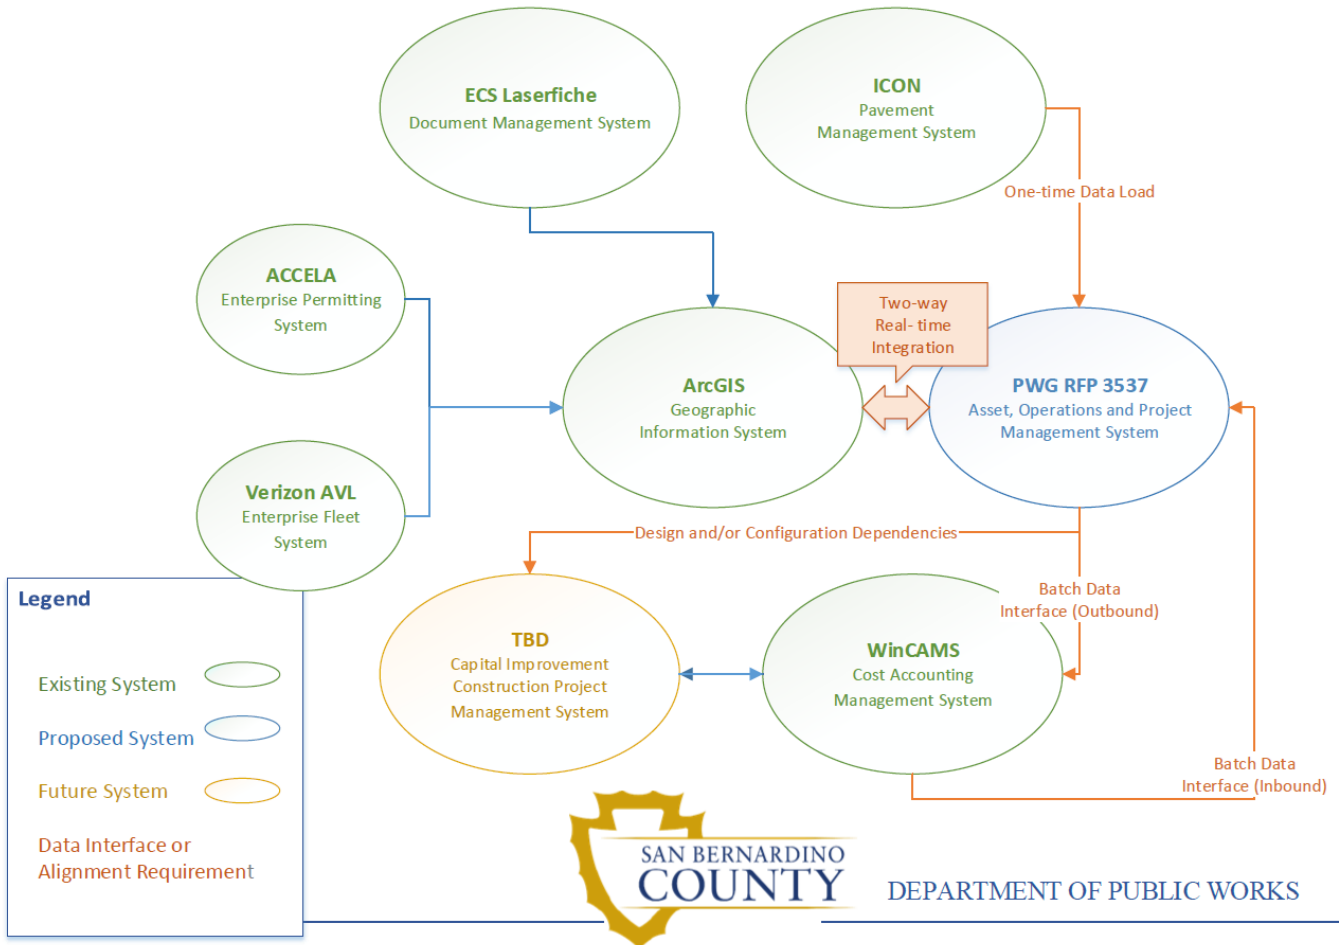 ECS Laserfiche
Document Management System
ICON
Pavement
Management System
One-time Data Load
ACCELA
Enterprise Permitting
System
Two-way
Real- time
Integration
ArcGIS
Geographic
Information System
PWG RFP 3537
Asset, Operations and Project
Management System
Verizon AVL
Enterprise Fleet
System
Design and/or Configuration Dependencies
Batch Data
Interface (Outbound)
TBD
Capital Improvement
Construction Project
Management System
WinCAMS
Cost Accounting
Management System
Batch Data
Interface (Inbound)
Legend
Existing System
Proposed System
Future System
Data Interface or
Alignment Requirement
SAN BERNARDINO
COUNTY
DEPARTMENT OF PUBLIC WORKS